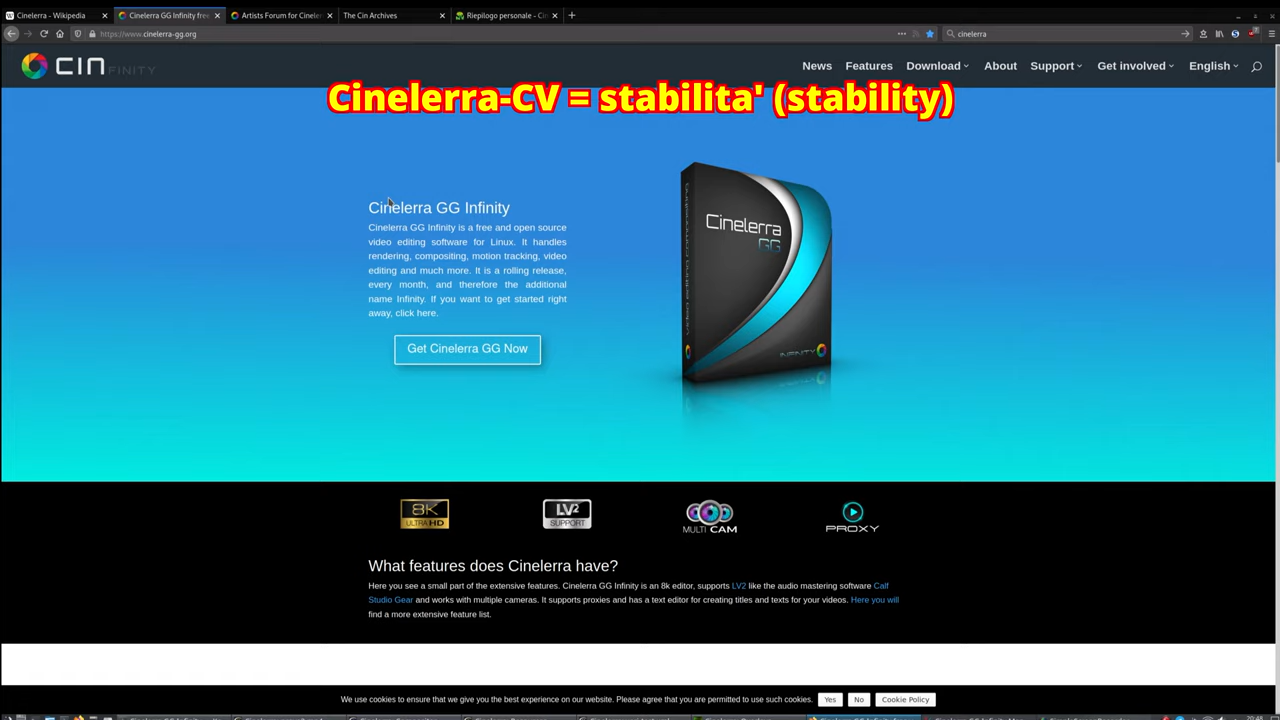 Cinelerra - Wikipedia
Cinelerra GG Infinity free
Artists Forum for Cineler
The Cin Archives
Riepilogo personale - Cin
https://www.cinelerra-gg.org
cinelerra
CINFINITY
News Features Download About Support Get involved English
Cinelerra-CV = stabilita' (stability)
Cinelerra GG Infinity
Cinelerra GG Infinity is a free and open source
video editing software for Linux. It handles
rendering, compositing, motion tracking, video
editing and much more. It is a rolling release,
every month, and therefore the additional
name Infinity. If you want to get started right
away, click here.
Get Cinelerra GG Now
Cinelerra
GG
INFINITY
8K
ULTRA HD
LV2
SUPPORT
MULTI CAM
PROXY
What features does Cinelerra have?
Here you see a small part of the extensive features. Cinelerra GG Infinity is an 8k editor, supports LV2 like the audio mastering software Calf
Studio Gear and works with multiple cameras. It supports proxies and has a text editor for creating titles and texts for your videos. Here you will
find a more extensive feature list.
We use cookies to ensure that we give you the best experience on our website. Please agree that you are permitted to use such cookies.
Yes
No
Cookie Policy